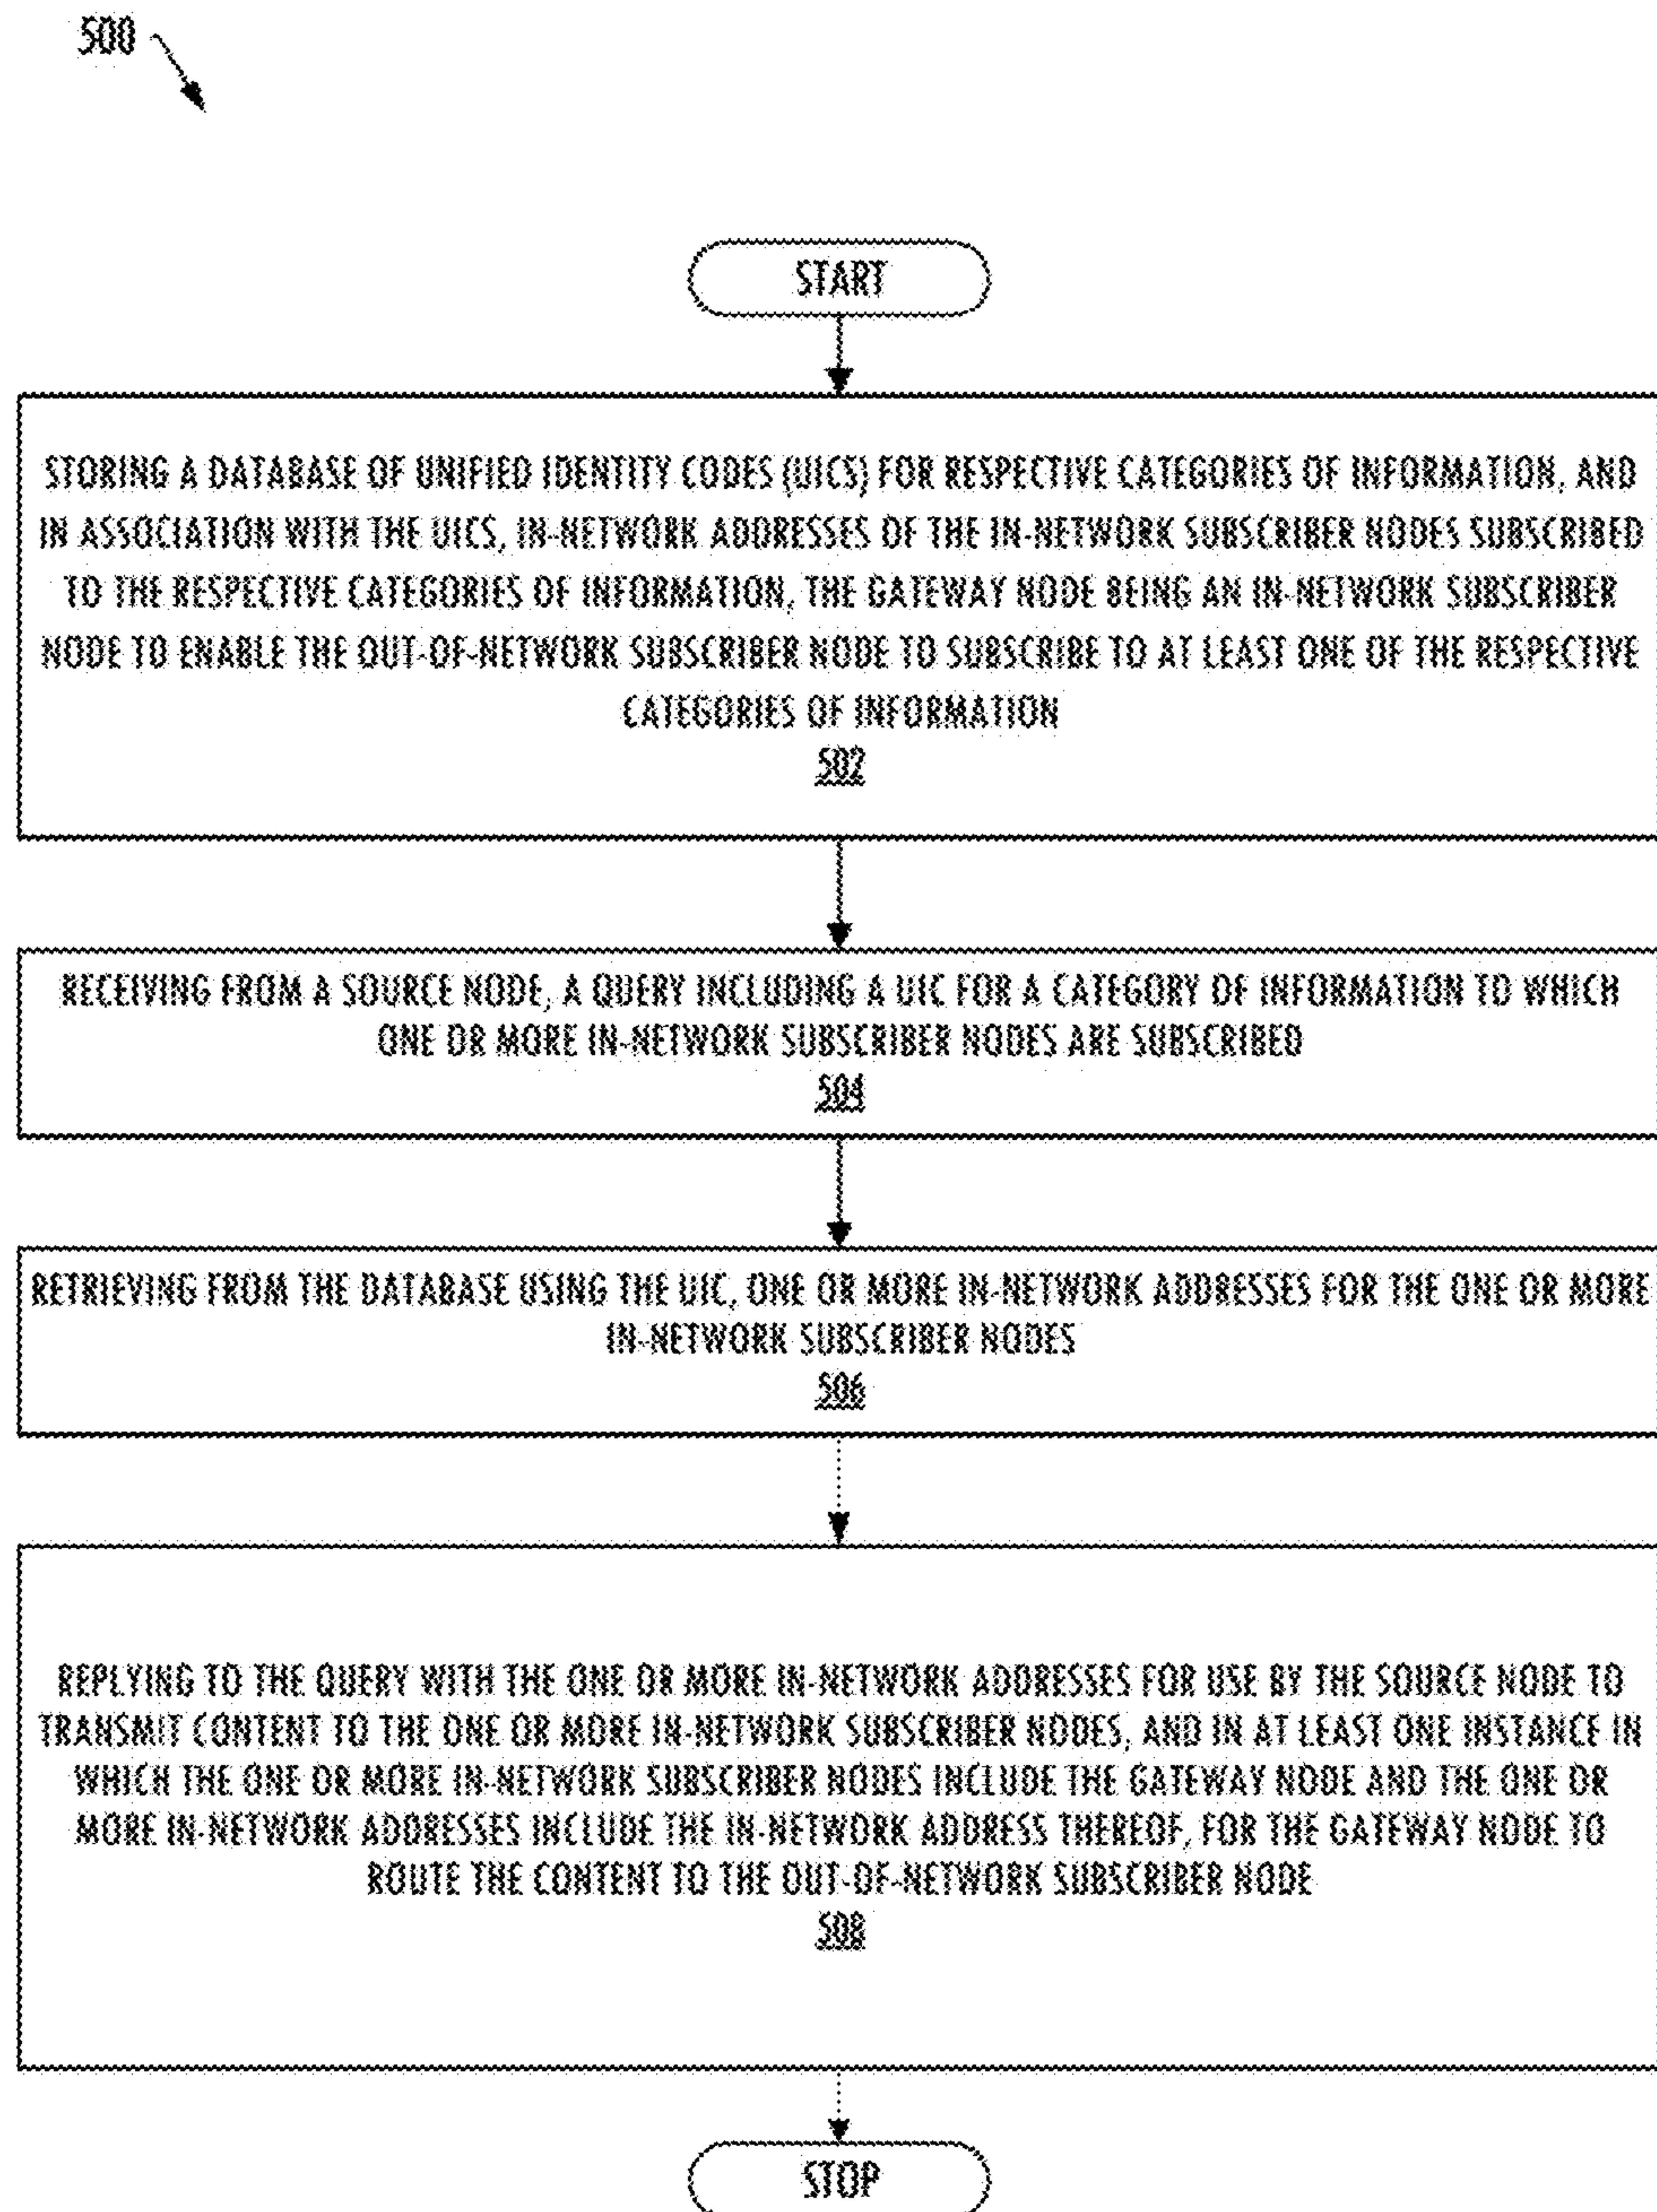 500
START
STORING A DATABASE OF UNIFIED IDENTITY CODES (UICS) FOR RESPECTIVE CATEGORIES OF INFORMATION, AND
IN ASSOCIATION WITH THE UICS, IN-NETWORK ADDRESSES OF THE IN-NETWORK SUBSCRIBER NODES SUBSCRIBED
TO THE RESPECTIVE CATEGORIES OF INFORMATION, THE GATEWAY NODE BEING AN IN-NETWORK SUBSCRIBER
NODE TO ENABLE THE OUT-OF-NETWORK SUBSCRIBER NODE TO SUBSCRIBE TO AT LEAST ONE OF THE RESPECTIVE
CATEGORIES OF INFORMATION
502
RECEIVING FROM A SOURCE NODE, A QUERY INCLUDING A UIC FOR A CATEGORY OF INFORMATION TO WHICH
ONE OR MORE IN-NETWORK SUBSCRIBER NODES ARE SUBSCRIBED
504
RETRIEVING FROM THE DATABASE USING THE UIC, ONE OR MORE IN-NETWORK ADDRESSES FOR THE ONE OR MORE
IN-NETWORK SUBSCRIBER NODES
506
REPLYING TO THE QUERY WITH THE ONE OR MORE IN-NETWORK ADDRESSES FOR USE BY THE SOURCE NODE TO
TRANSMIT CONTENT TO THE ONE OR MORE IN-NETWORK SUBSCRIBER NODES, AND IN AT LEAST ONE INSTANCE IN
WHICH THE ONE OR MORE IN-NETWORK SUBSCRIBER NODES INCLUDE THE GATEWAY NODE AND THE ONE OR
MORE IN-NETWORK ADDRESSES INCLUDE THE IN-NETWORK ADDRESS THEREOF, FOR THE GATEWAY NODE TO
ROUTE THE CONTENT TO THE OUT-OF-NETWORK SUBSCRIBER NODE
508
STOP